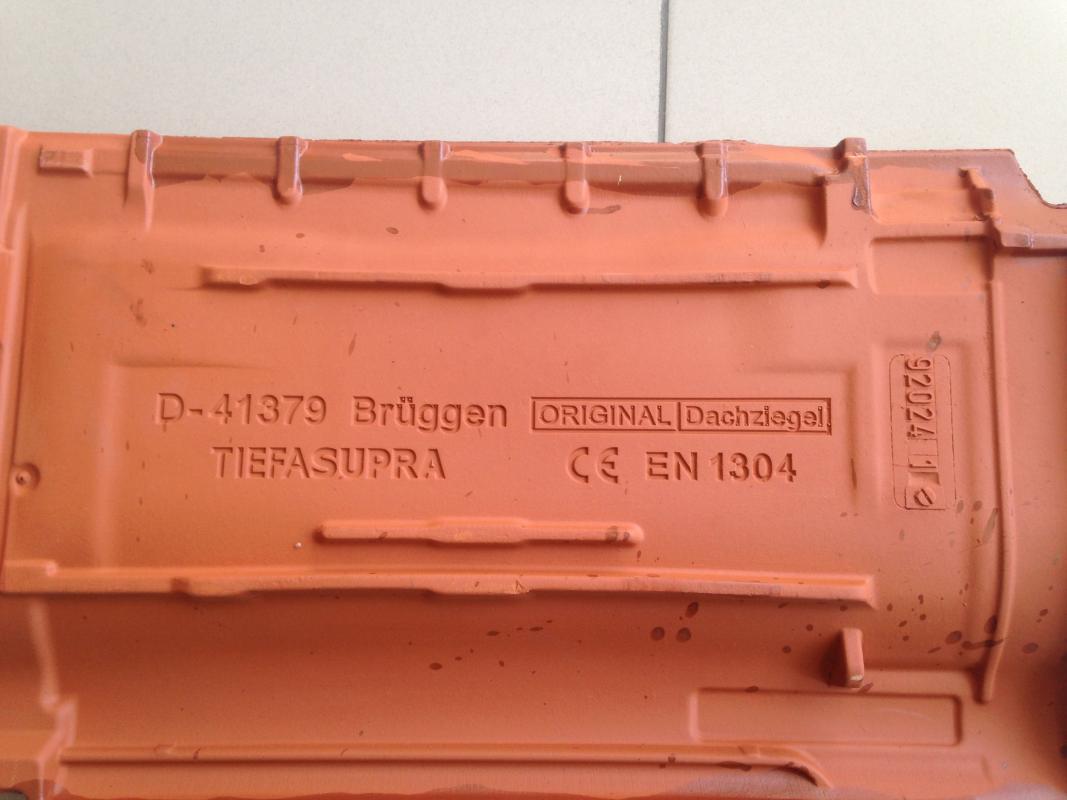 D-41379 Brüggen ORIGINAL Dachziegel
TIEFASUPRA CE EN 1304
92024